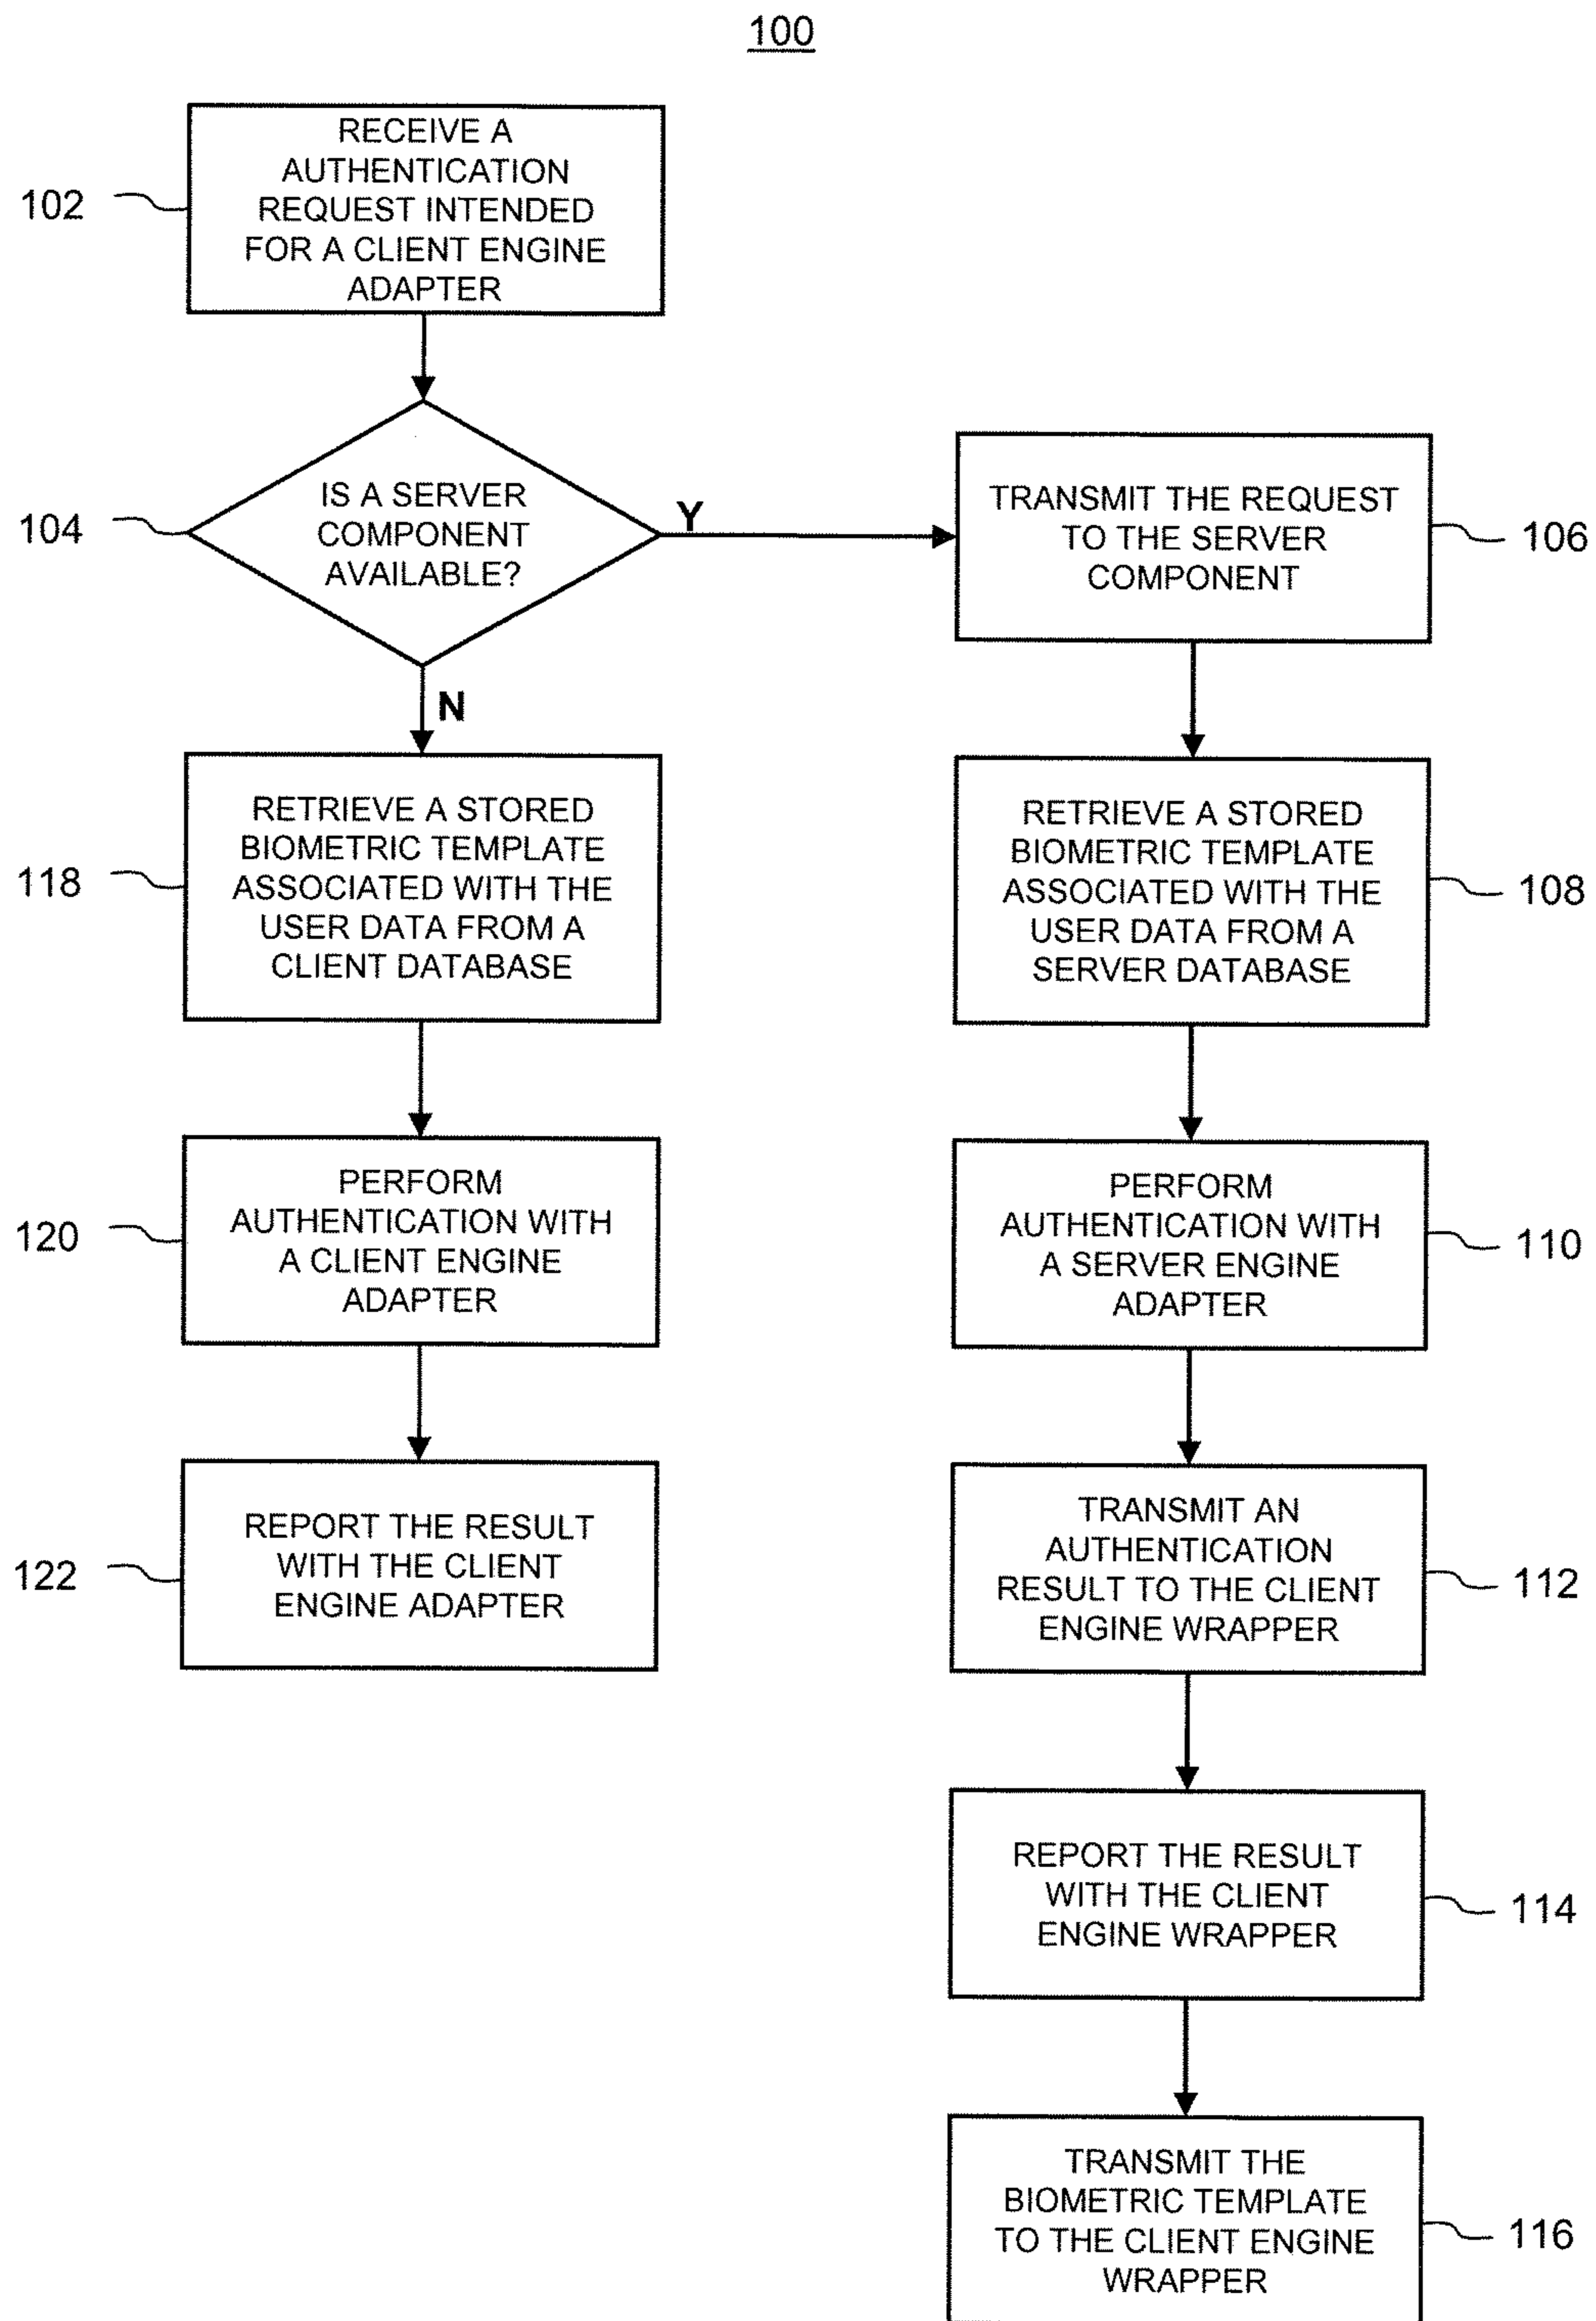 100
102
RECEIVE A
AUTHENTICATION
REQUEST INTENDED
FOR A CLIENT ENGINE
ADAPTER
104
IS A SERVER
COMPONENT
AVAILABLE?
Y
N
TRANSMIT THE REQUEST
TO THE SERVER
COMPONENT
106
118
RETRIEVE A STORED
BIOMETRIC TEMPLATE
ASSOCIATED WITH THE
USER DATA FROM A
CLIENT DATABASE
RETRIEVE A STORED
BIOMETRIC TEMPLATE
ASSOCIATED WITH THE
USER DATA FROM A
SERVER DATABASE
108
120
PERFORM
AUTHENTICATION WITH
A CLIENT ENGINE
ADAPTER
PERFORM
AUTHENTICATION WITH
A SERVER ENGINE
ADAPTER
110
122
REPORT THE RESULT
WITH THE CLIENT
ENGINE ADAPTER
TRANSMIT AN
AUTHENTICATION
RESULT TO THE CLIENT
ENGINE WRAPPER
112
REPORT THE RESULT
WITH THE CLIENT
ENGINE WRAPPER
114
TRANSMIT THE
BIOMETRIC TEMPLATE
TO THE CLIENT ENGINE
WRAPPER
116